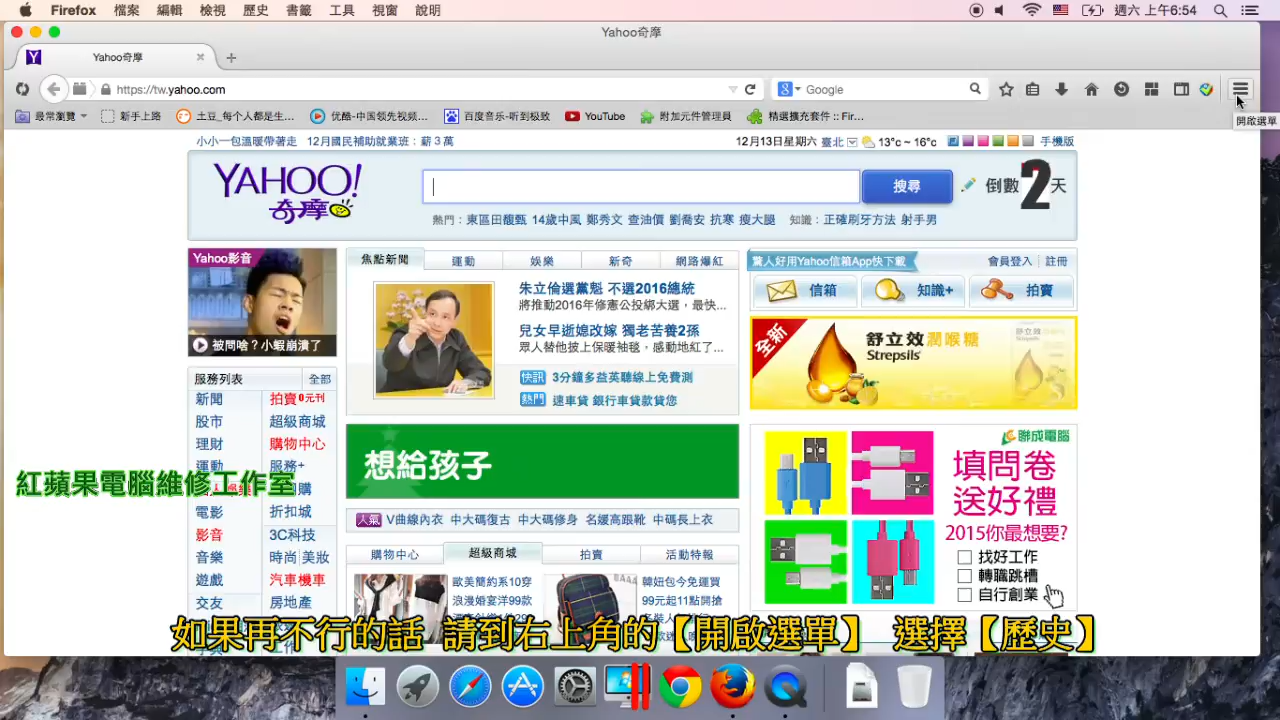 Firefox 檔案 編輯 檢視 歷史 書籤 工具 視窗 說明 週六 上午6:54
Yahoo奇摩
Yahoo奇摩
https://tw.yahoo.com
Google
最常瀏覽 新手上路 土豆_每个人都是生... 优酷-中国领先视频... 百度音乐-听到极致 YouTube 附加元件管理員 精選擴充套件 :: Fir...
開啟選單
小小一包溫暖帶著走 12月國民補助就業班：薪３萬
12月13日星期六 臺北 13°c ~ 16°c 手機版
YAHOO!
奇摩
搜尋
倒數2天
熱門： 東區田馥甄 14歲中風 鄭秀文 查油價 劉喬安 抗寒 瘦大腿 知識： 正確刷牙方法 射手男
Yahoo影音
被問啥？小蝦崩潰了
焦點新聞 運動 娛樂 新奇 網路爆紅
朱立倫選黨魁 不選2016總統
將推動2016年修憲公投綁大選，最快...
兒女早逝媳改嫁 獨老苦養2孫
眾人替他披上保暖袖毯，感動地紅了...
快訊 3分鐘多益英聽線上免費測
熱門 速車貸 銀行車貸款貸您
驚人好用Yahoo信箱App快下載 會員登入 註冊
信箱 知識+ 拍賣
全新
舒立效潤喉糖
Strepsils
服務列表 全部
新聞 拍賣0元刊
股市 超級商城
理財 購物中心
運動 服務+
購
電影 折扣城
影音 3C科技
音樂 時尚 美妝
遊戲 汽車機車
交友 房地產
紅蘋果電腦維修工作室
想給孩子
人氣 V曲線內衣 中大碼復古 中大碼修身 名媛高跟靴 中碼長上衣
購物中心 超級商城 拍賣 活動特報
歐美簡約系10穿
浪漫婚宴洋99款
韓妞包今免運買
99元起11點開搶
聯成電腦
填問卷
送好禮
2015你最想要?
找好工作
轉職跳槽
自行創業
如果再不行的話 請到右上角的【開啟選單】 選擇【歷史】